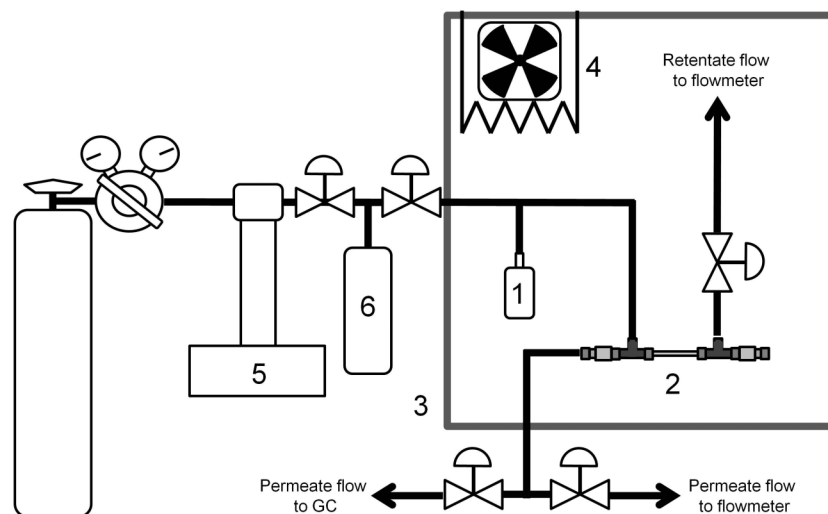 4
Retentate flow
to flowmeter
1
6
5
2
3
Permeate flow
to GC
Permeate flow
to flowmeter